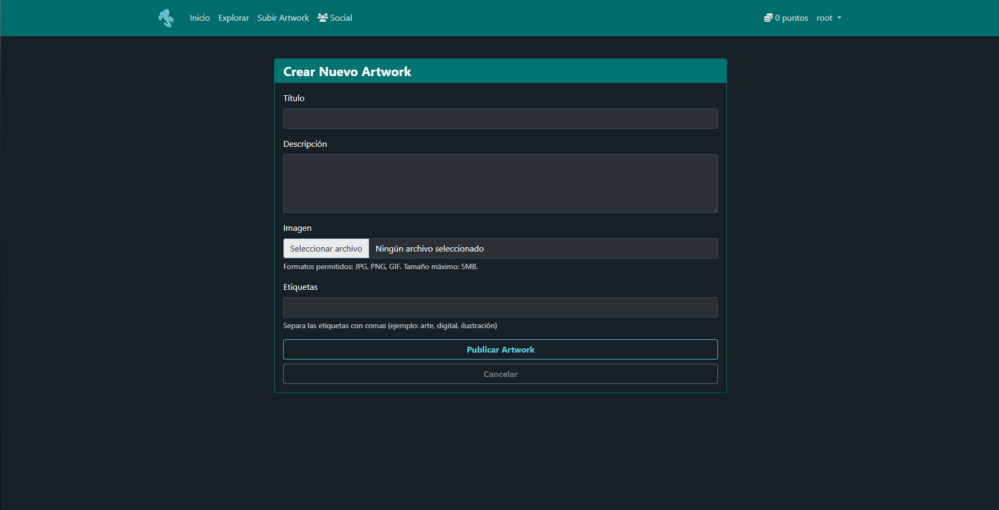 Inicio Explorar Subir Artwork Social 0 puntos root
Crear Nuevo Artwork
Título
Descripción
Imagen
Seleccionar archivo Ningún archivo seleccionado
Formatos permitidos: JPG, PNG, GIF. Tamaño máximo: 5MB.
Etiquetas
Separa las etiquetas con comas (ejemplo: arte, digital, ilustración)
Publicar Artwork
Cancelar